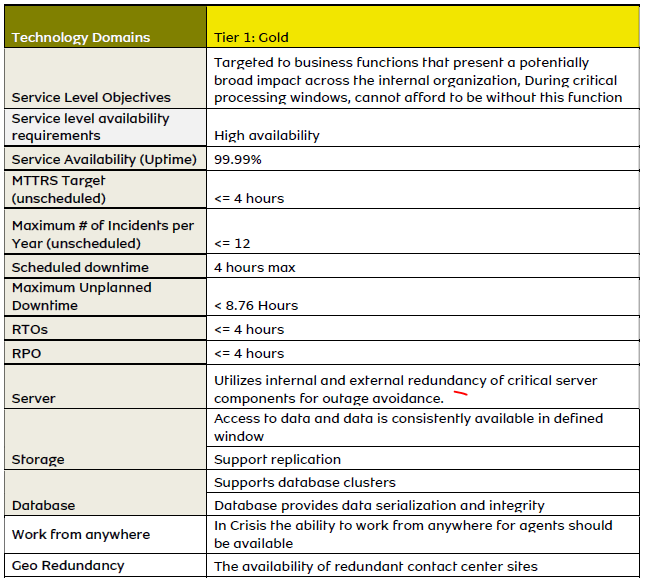 Technology Domains
Tier 1: Gold
Service Level Objectives
Targeted to business functions that present a potentially
broad impact across the internal organization, During critical
processing windows, cannot afford to be without this function
Service level availability
requirements
High availability
Service Availability (Uptime)
99.99%
MTTRS Target
(unscheduled)
<= 4 hours
Maximum # of Incidents per
Year (unscheduled)
<= 12
Scheduled downtime
4 hours max
Maximum Unplanned
Downtime
< 8.76 Hours
RTOs
<= 4 hours
RPO
<= 4 hours
Server
Utilizes internal and external redundancy of critical server
components for outage avoidance.
Storage
Access to data and data is consistently available in defined
window
Support replication
Database
Supports database clusters
Database provides data serialization and integrity
Work from anywhere
In Crisis the ability to work from anywhere for agents should
be available
Geo Redundancy
The availability of redundant contact center sites